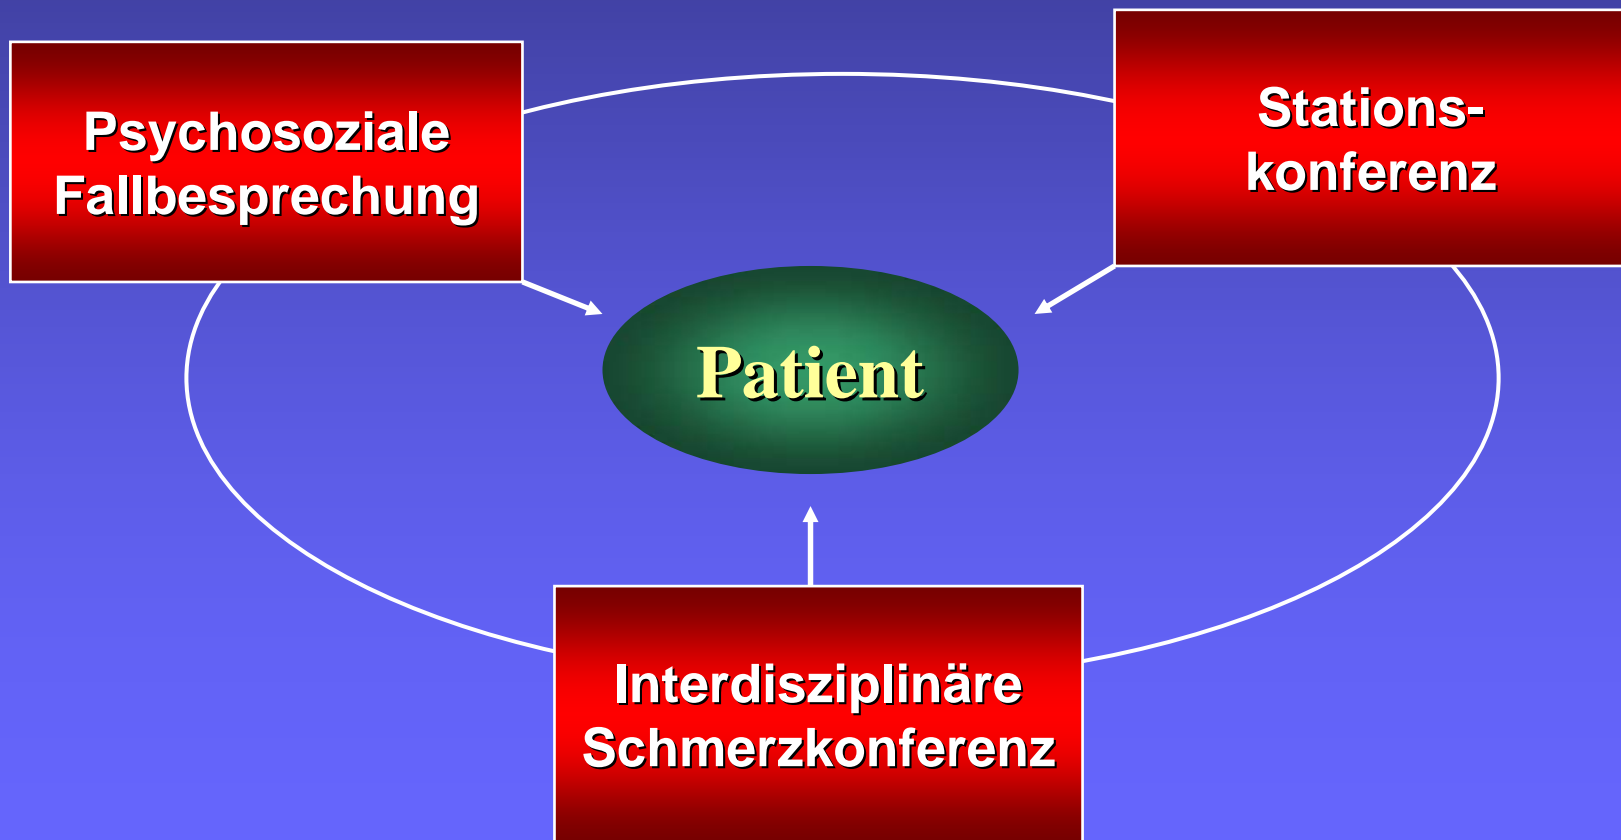 Psychosoziale
Fallbesprechung
Stations-
konferenz
Patient
Interdisziplinäre
Schmerzkonferenz